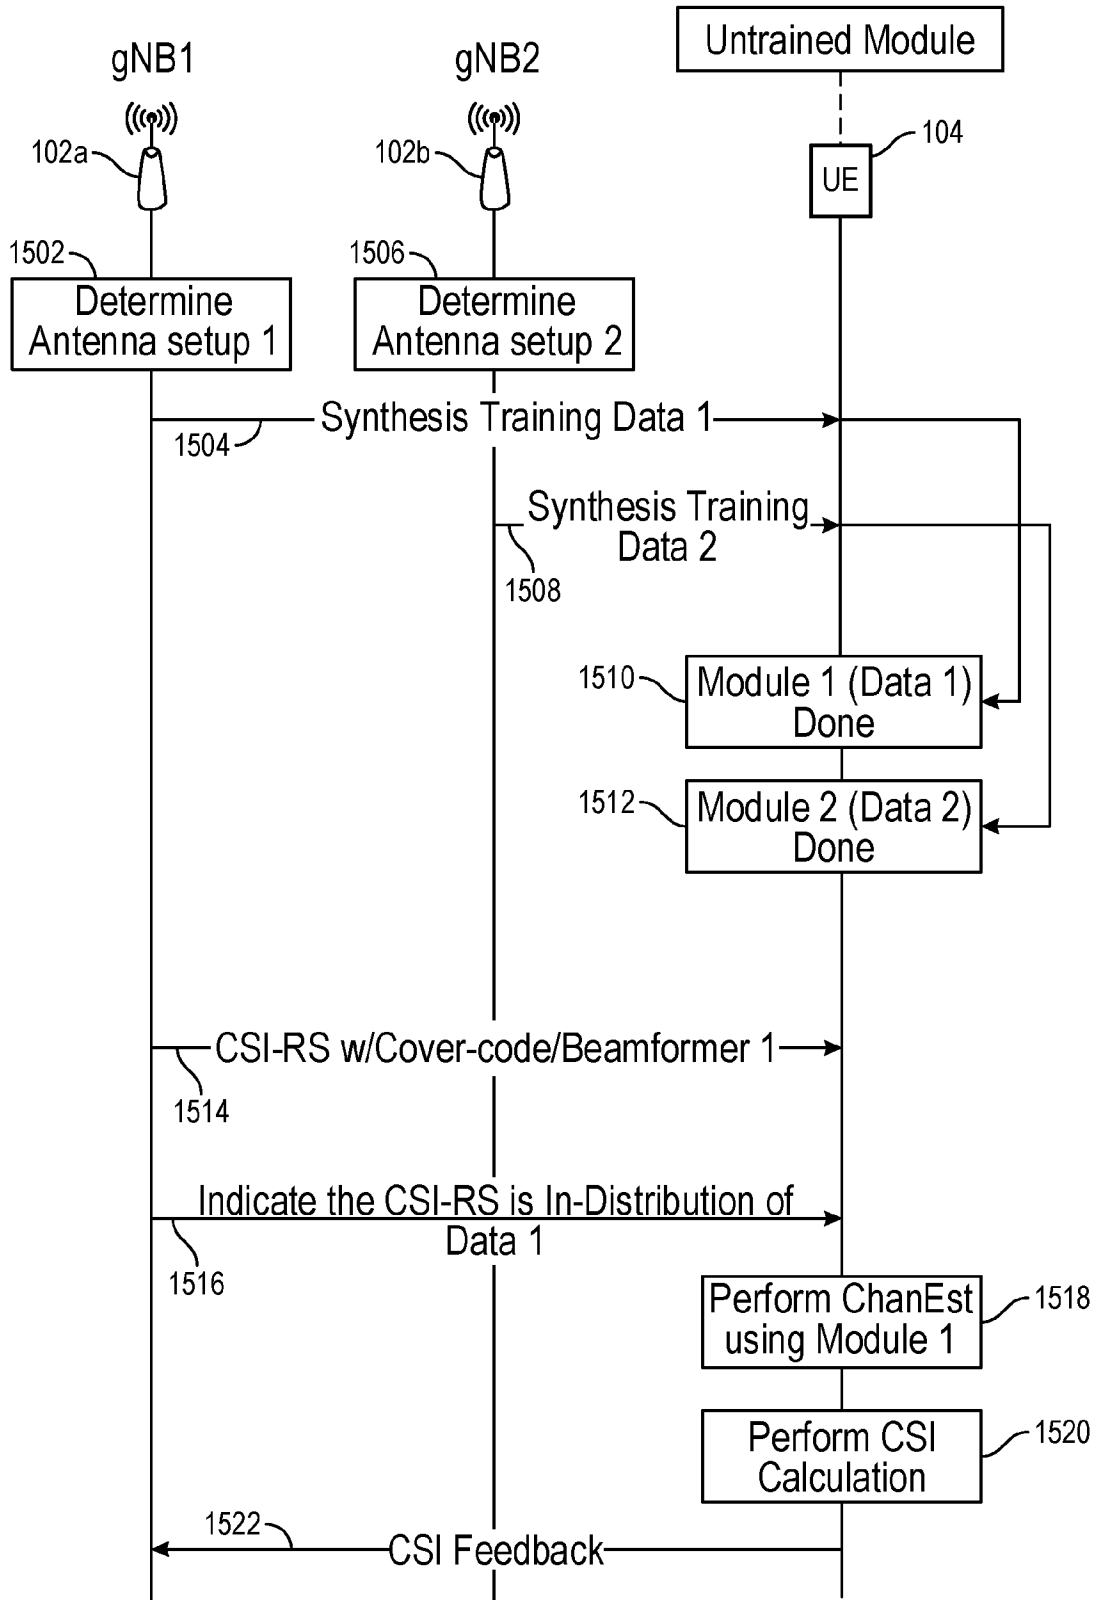 Untrained Module
gNB1
gNB2
102a
102b
104
UE
1502
1506
Determine
Antenna setup 1
Determine
Antenna setup 2
Synthesis Training Data 1
1504
Synthesis Training
Data 2
1508
1510
Module 1 (Data 1)
Done
1512
Module 2 (Data 2)
Done
CSI-RS w/Cover-code/Beamformer 1
1514
Indicate the CSI-RS is In-Distribution of
Data 1
1516
Perform ChanEst
using Module 1
1518
Perform CSI
Calculation
1520
1522
CSI Feedback